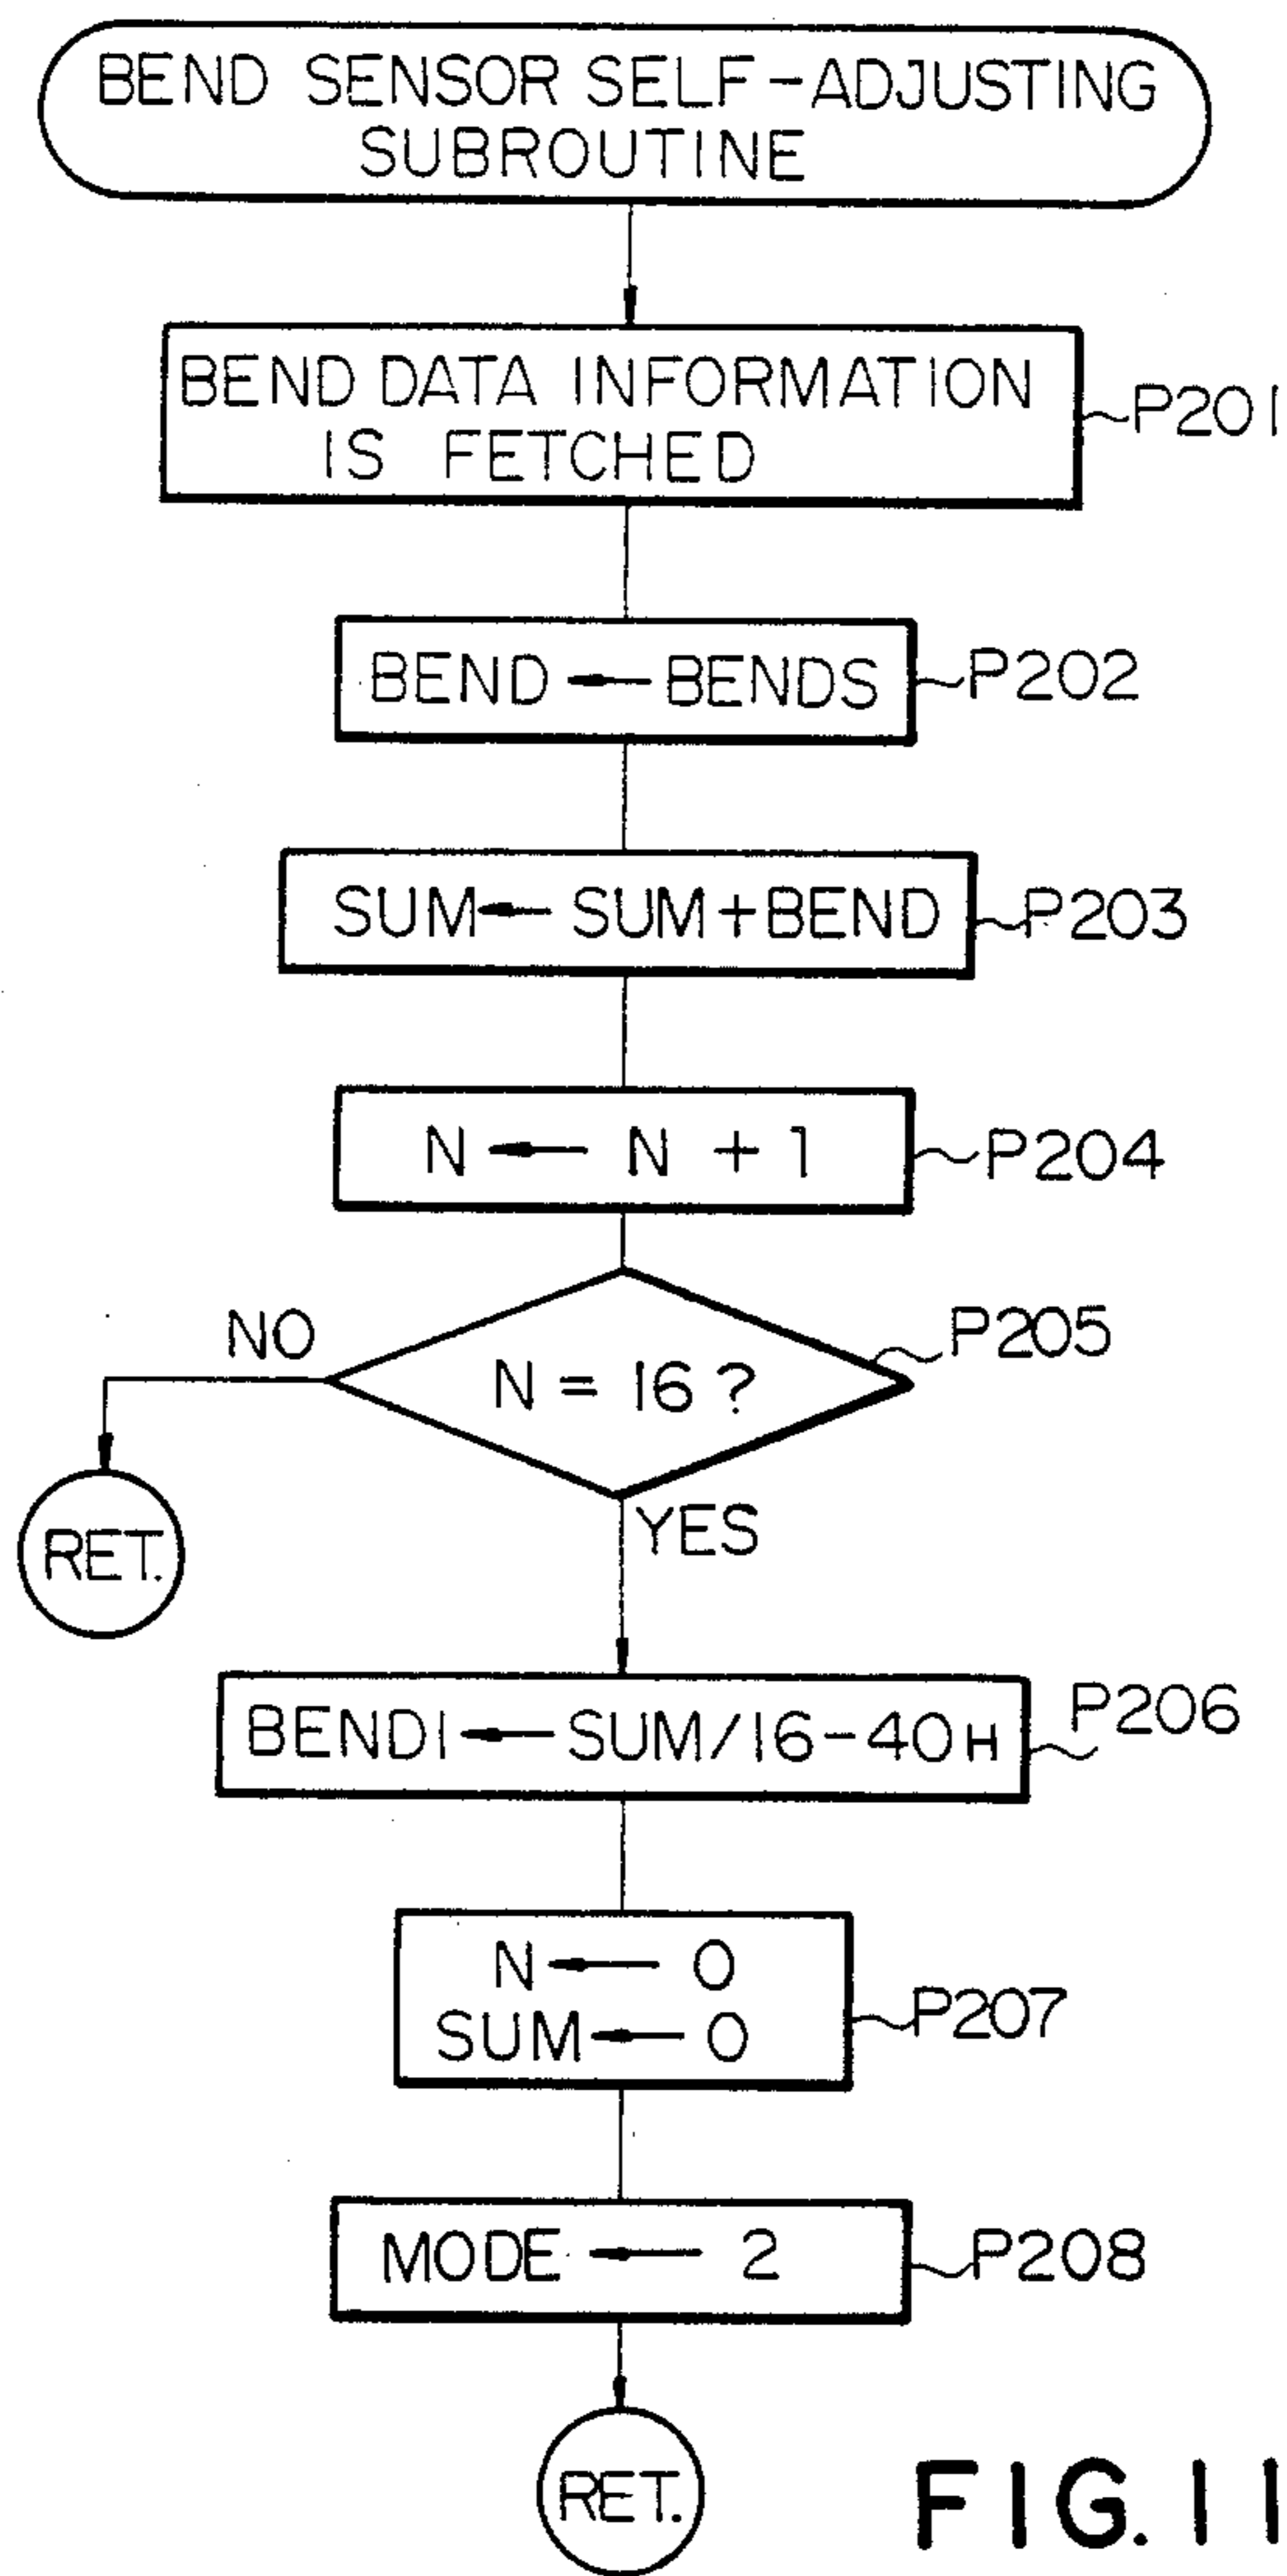 BEND SENSOR SELF-ADJUSTING
SUBROUTINE
BEND DATA INFORMATION
IS FETCHED
P201
BEND ← BENDS
P202
SUM ← SUM + BEND
P203
N ← N + 1
P204
N = 16 ?
P205
NO
RET.
YES
BEND1 ← SUM/16-40H
P206
N ← 0
SUM ← 0
P207
MODE ← 2
P208
RET.
FIG. 11